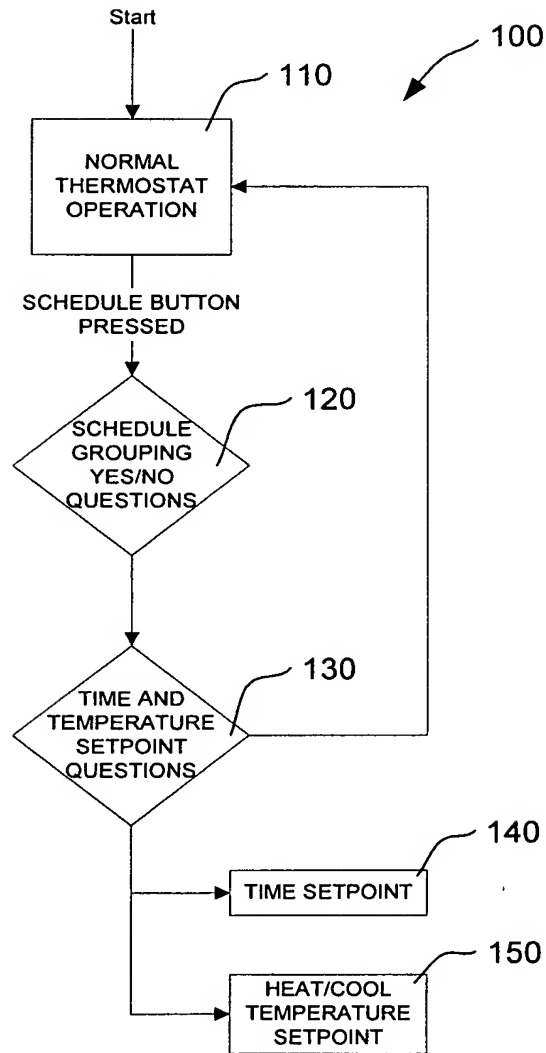 Start
100
110
NORMAL
THERMOSTAT
OPERATION
SCHEDULE BUTTON
PRESSED
120
SCHEDULE
GROUPING
YES/NO
QUESTIONS
130
TIME AND
TEMPERATURE
SETPOINT
QUESTIONS
140
TIME SETPOINT
150
HEAT/COOL
TEMPERATURE
SETPOINT